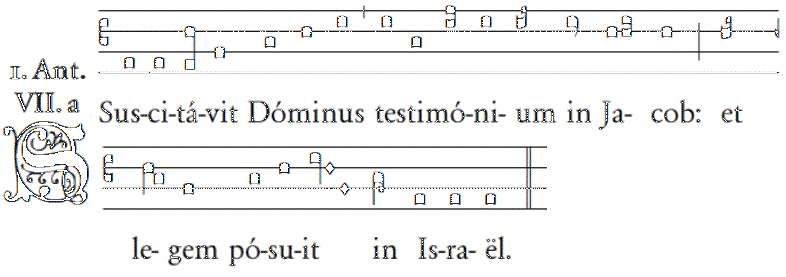 1. Ant.
VII. a
Sus-ci-tá-vit Dóminus testimó-ni- um in Ja- cob: et
S
le- gem pó-su-it in Is-ra- ël.